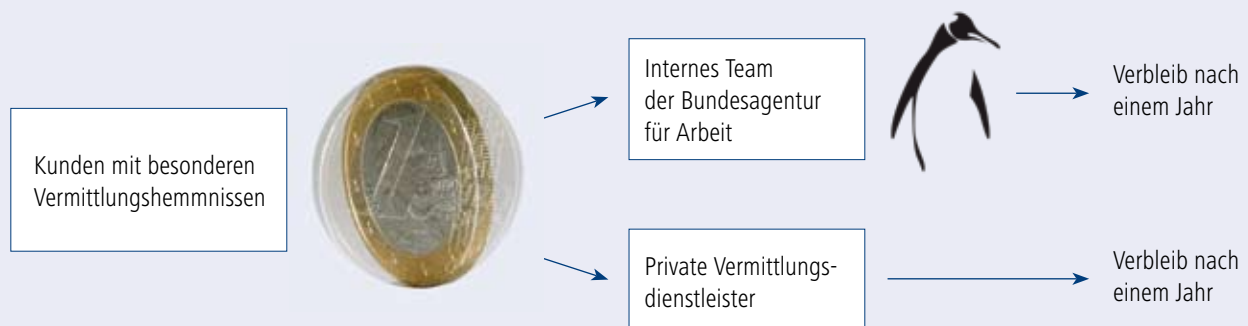 Kunden mit besonderen
Vermittlungshemmnissen
1
Internes Team
der Bundesagentur
für Arbeit
Verbleib nach
einem Jahr
Private Vermittlungs-
dienstleister
Verbleib nach
einem Jahr